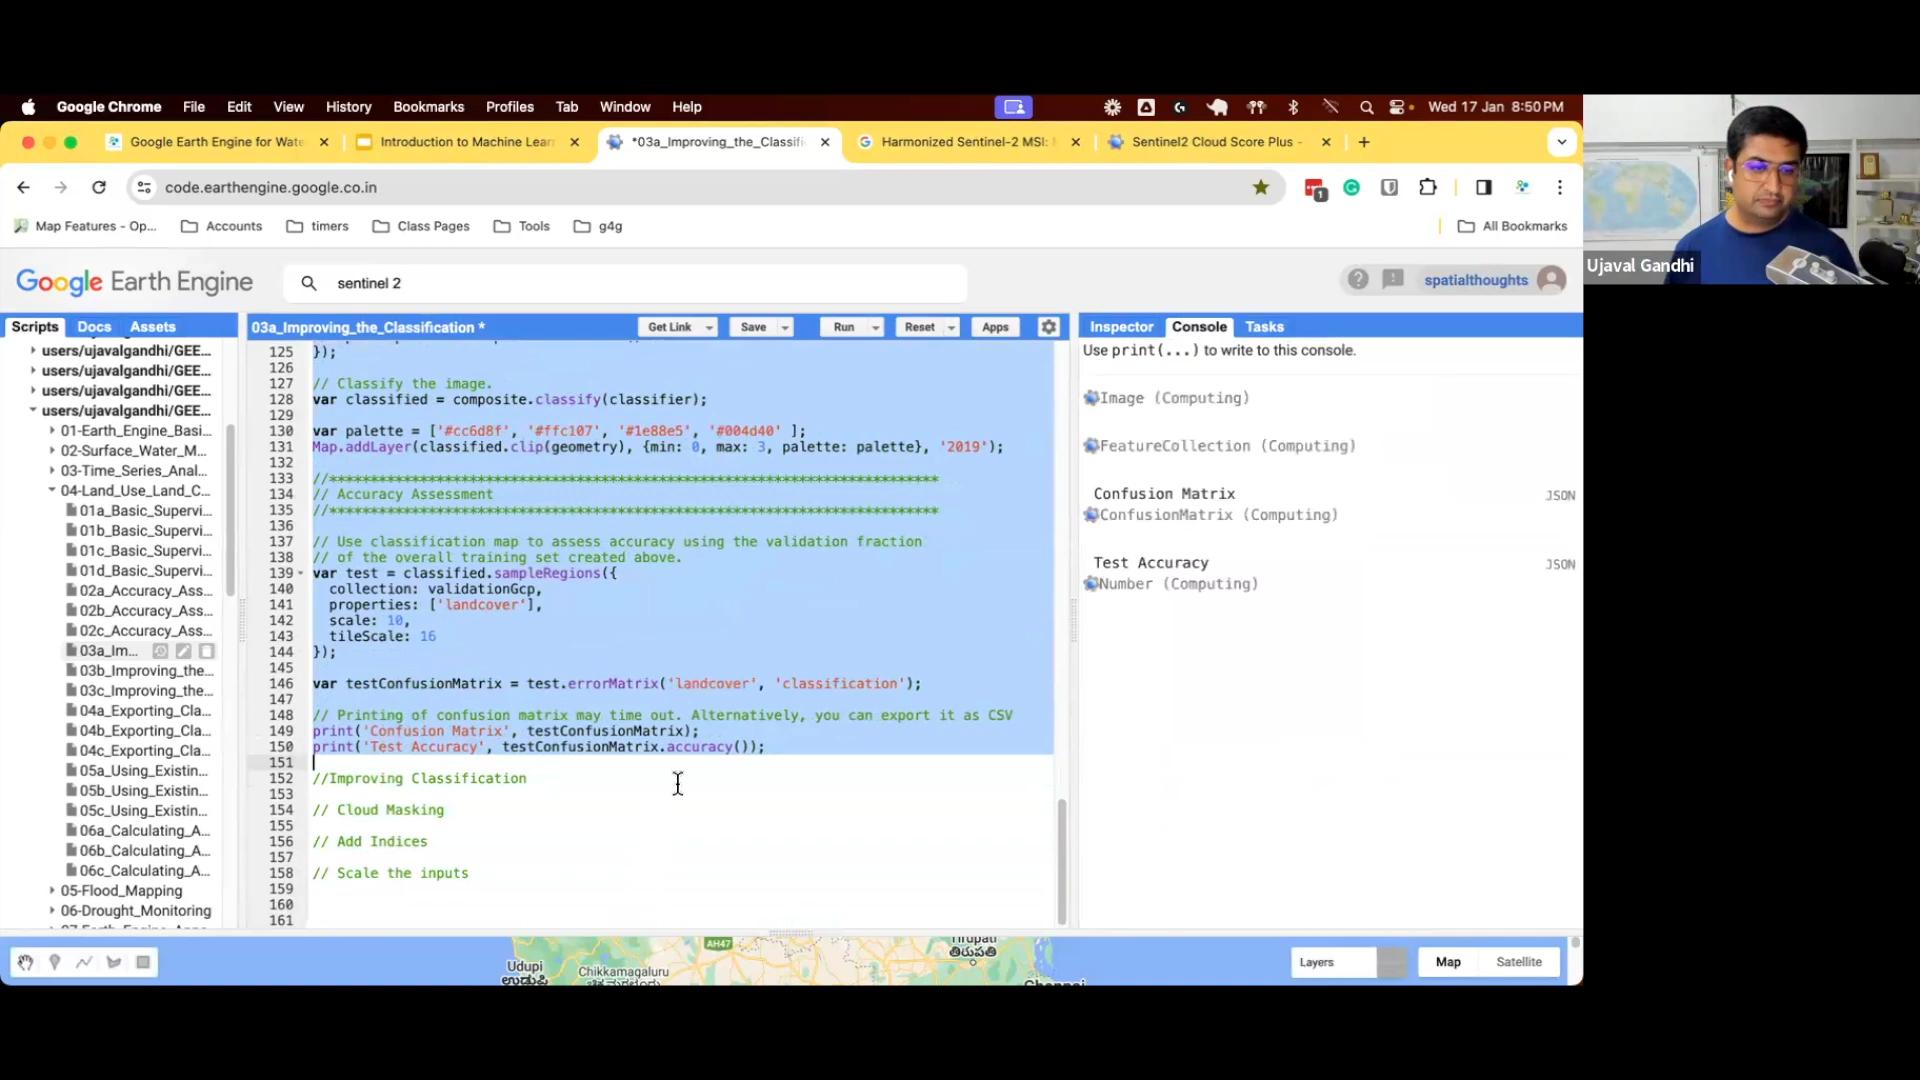 Google Chrome File Edit View History Bookmarks Profiles Tab Window Help Wed 17 Jan 8:50 PM
Google Earth Engine for Wate Introduction to Machine Lear *03a_Improving_the_Classifi Harmonized Sentinel-2 MSI: Sentinel2 Cloud Score Plus -
code.earthengine.google.co.in
1
Map Features - Op... Accounts timers Class Pages Tools g4g All Bookmarks
Ujaval Gandhi
Google Earth Engine sentinel 2 spatialthoughts
Scripts Docs Assets
03a_Improving_the_Classification * Get Link Save Run Reset Apps
Inspector Console Tasks
users/ujavalgandhi/GEE...
users/ujavalgandhi/GEE...
users/ujavalgandhi/GEE...
users/ujavalgandhi/GEE...
01-Earth_Engine_Basi...
02-Surface_Water_M...
03-Time_Series_Anal...
04-Land_Use_Land_C...
01a_Basic_Supervi...
01b_Basic_Supervi...
01c_Basic_Supervi...
01d_Basic_Supervi...
02a_Accuracy_Ass...
02b_Accuracy_Ass...
02c_Accuracy_Ass...
03a_Im...
03b_Improving_the...
03c_Improving_the...
04a_Exporting_Cla...
04b_Exporting_Cla...
04c_Exporting_Cla...
05a_Using_Existin...
05b_Using_Existin...
05c_Using_Existin...
06a_Calculating_A...
06b_Calculating_A...
06c_Calculating_A...
05-Flood_Mapping
06-Drought_Monitoring
125 });
126
127 // Classify the image.
128 var classified = composite.classify(classifier);
129
130 var palette = ['#cc6d8f', '#ffc107', '#1e88e5', '#004d40' ];
131 Map.addLayer(classified.clip(geometry), {min: 0, max: 3, palette: palette}, '2019');
132
133 //**************************************************************************
134 // Accuracy Assessment
135 //**************************************************************************
136
137 // Use classification map to assess accuracy using the validation fraction
138 // of the overall training set created above.
139 var test = classified.sampleRegions({
140 collection: validationGcp,
141 properties: ['landcover'],
142 scale: 10,
143 tileScale: 16
144 });
145
146 var testConfusionMatrix = test.errorMatrix('landcover', 'classification');
147
148 // Printing of confusion matrix may time out. Alternatively, you can export it as CSV
149 print('Confusion Matrix', testConfusionMatrix);
150 print('Test Accuracy', testConfusionMatrix.accuracy());
151
152 //Improving Classification
153
154 // Cloud Masking
155
156 // Add Indices
157
158 // Scale the inputs
159
160
161
Use print(...) to write to this console.
Image (Computing)
FeatureCollection (Computing)
Confusion Matrix JSON
ConfusionMatrix (Computing)
Test Accuracy JSON
Number (Computing)
AH47
Udupi
ಉಡುಪಿ
Chikkamagaluru
Tirupati
తిరుపతి
Chennai
Layers Map Satellite